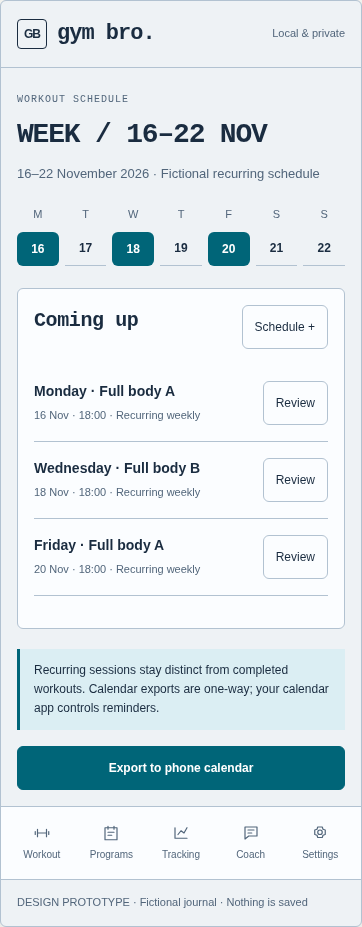 GB gym bro. Local & private
WORKOUT SCHEDULE
WEEK / 16–22 NOV
16–22 November 2026 · Fictional recurring schedule
M T W T F S S
16 17 18 19 20 21 22
Coming up Schedule +
Monday · Full body A
16 Nov · 18:00 · Recurring weekly
Review
Wednesday · Full body B
18 Nov · 18:00 · Recurring weekly
Review
Friday · Full body A
20 Nov · 18:00 · Recurring weekly
Review
Recurring sessions stay distinct from completed
workouts. Calendar exports are one-way; your calendar
app controls reminders.
Export to phone calendar
Workout Programs Tracking Coach Settings
DESIGN PROTOTYPE · Fictional journal · Nothing is saved